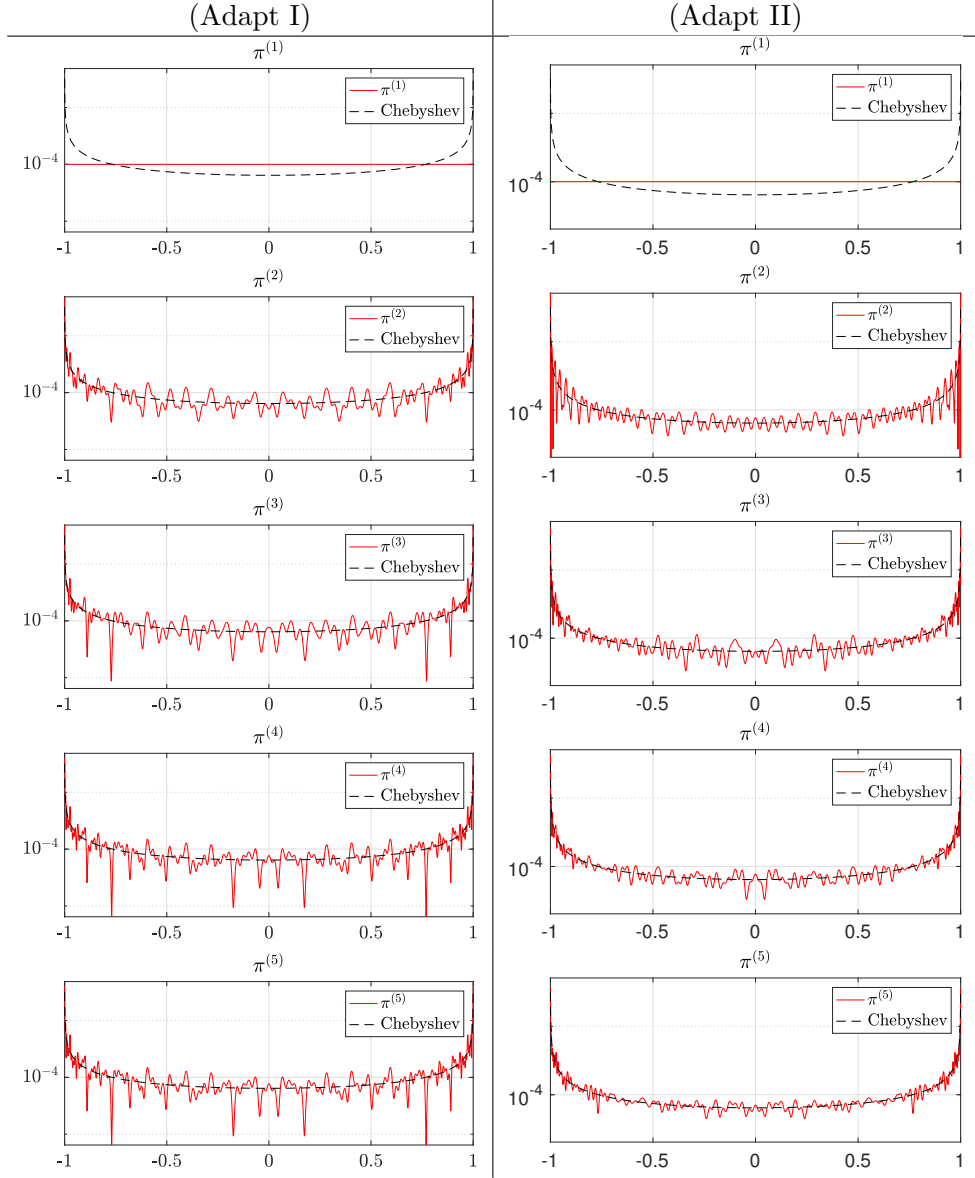 (Adapt I) (Adapt II)
π^(1) π^(1)
π^(1) π^(1)
Chebyshev Chebyshev
10^-4 10^-4
-1 -0.5 0 0.5 1 -1 -0.5 0 0.5 1
π^(2) π^(2)
π^(2) π^(2)
Chebyshev Chebyshev
10^-4 10^-4
-1 -0.5 0 0.5 1 -1 -0.5 0 0.5 1
π^(3) π^(3)
π^(3) π^(3)
Chebyshev Chebyshev
10^-4 10^-4
-1 -0.5 0 0.5 1 -1 -0.5 0 0.5 1
π^(4) π^(4)
π^(4) π^(4)
Chebyshev Chebyshev
10^-4 10^-4
-1 -0.5 0 0.5 1 -1 -0.5 0 0.5 1
π^(5) π^(5)
π^(5) π^(5)
Chebyshev Chebyshev
10^-4 10^-4
-1 -0.5 0 0.5 1 -1 -0.5 0 0.5 1